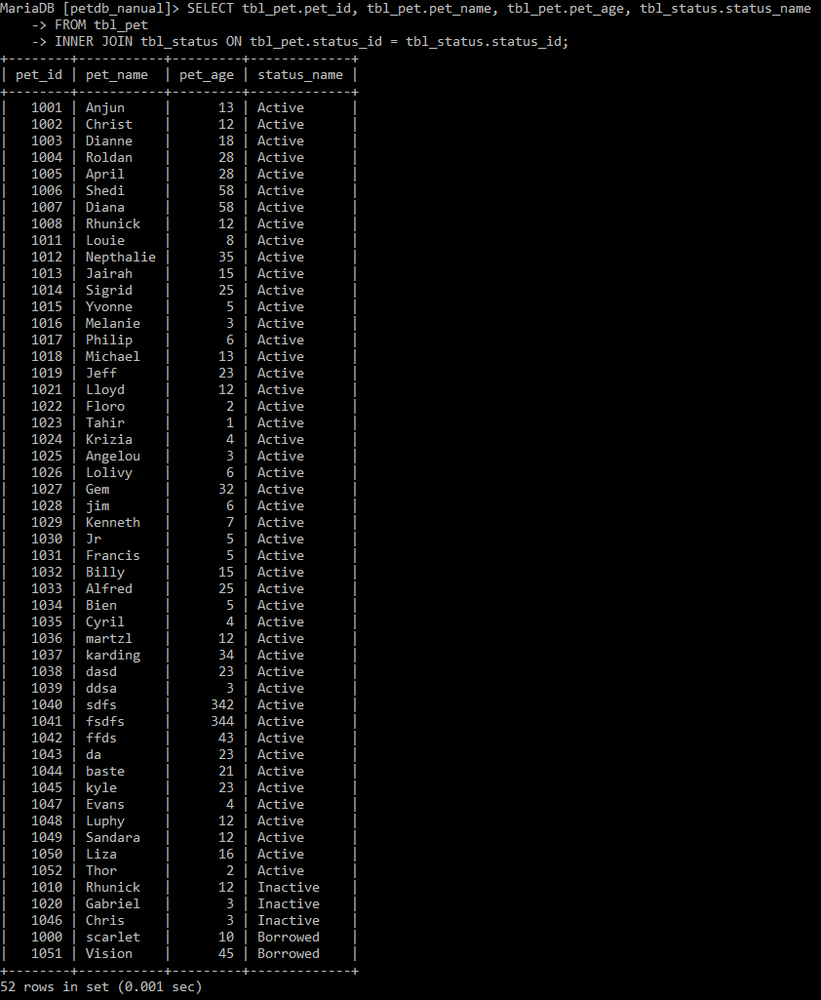 MariaDB [petdb_nanual]> SELECT tbl_pet.pet_id, tbl_pet.pet_name, tbl_pet.pet_age, tbl_status.status_name
    -> FROM tbl_pet
    -> INNER JOIN tbl_status ON tbl_pet.status_id = tbl_status.status_id;
+--------+-----------+---------+-------------+
| pet_id | pet_name  | pet_age | status_name |
+--------+-----------+---------+-------------+
|   1001 | Anjun     |      13 | Active      |
|   1002 | Christ    |      12 | Active      |
|   1003 | Dianne    |      18 | Active      |
|   1004 | Roldan    |      28 | Active      |
|   1005 | April     |      28 | Active      |
|   1006 | Shedi     |      58 | Active      |
|   1007 | Diana     |      58 | Active      |
|   1008 | Rhunick   |      12 | Active      |
|   1011 | Louie     |       8 | Active      |
|   1012 | Nepthalie |      35 | Active      |
|   1013 | Jairah    |      15 | Active      |
|   1014 | Sigrid    |      25 | Active      |
|   1015 | Yvonne    |       5 | Active      |
|   1016 | Melanie   |       3 | Active      |
|   1017 | Philip    |       6 | Active      |
|   1018 | Michael   |      13 | Active      |
|   1019 | Jeff      |      23 | Active      |
|   1021 | Lloyd     |      12 | Active      |
|   1022 | Floro     |       2 | Active      |
|   1023 | Tahir     |       1 | Active      |
|   1024 | Krizia    |       4 | Active      |
|   1025 | Angelou   |       3 | Active      |
|   1026 | Lolivy    |       6 | Active      |
|   1027 | Gem       |      32 | Active      |
|   1028 | jim       |       6 | Active      |
|   1029 | Kenneth   |       7 | Active      |
|   1030 | Jr        |       5 | Active      |
|   1031 | Francis   |       5 | Active      |
|   1032 | Billy     |      15 | Active      |
|   1033 | Alfred    |      25 | Active      |
|   1034 | Bien      |       5 | Active      |
|   1035 | Cyril     |       4 | Active      |
|   1036 | martzl    |      12 | Active      |
|   1037 | karding   |      34 | Active      |
|   1038 | dasd      |      23 | Active      |
|   1039 | ddsa      |       3 | Active      |
|   1040 | sdfs      |     342 | Active      |
|   1041 | fsdfs     |     344 | Active      |
|   1042 | ffds      |      43 | Active      |
|   1043 | da        |      23 | Active      |
|   1044 | baste     |      21 | Active      |
|   1045 | kyle      |      23 | Active      |
|   1047 | Evans     |       4 | Active      |
|   1048 | Luphy     |      12 | Active      |
|   1049 | Sandara   |      12 | Active      |
|   1050 | Liza      |      16 | Active      |
|   1052 | Thor      |       2 | Active      |
|   1010 | Rhunick   |      12 | Inactive    |
|   1020 | Gabriel   |       3 | Inactive    |
|   1046 | Chris     |       3 | Inactive    |
|   1000 | scarlet   |      10 | Borrowed    |
|   1051 | Vision    |      45 | Borrowed    |
+--------+-----------+---------+-------------+
52 rows in set (0.001 sec)